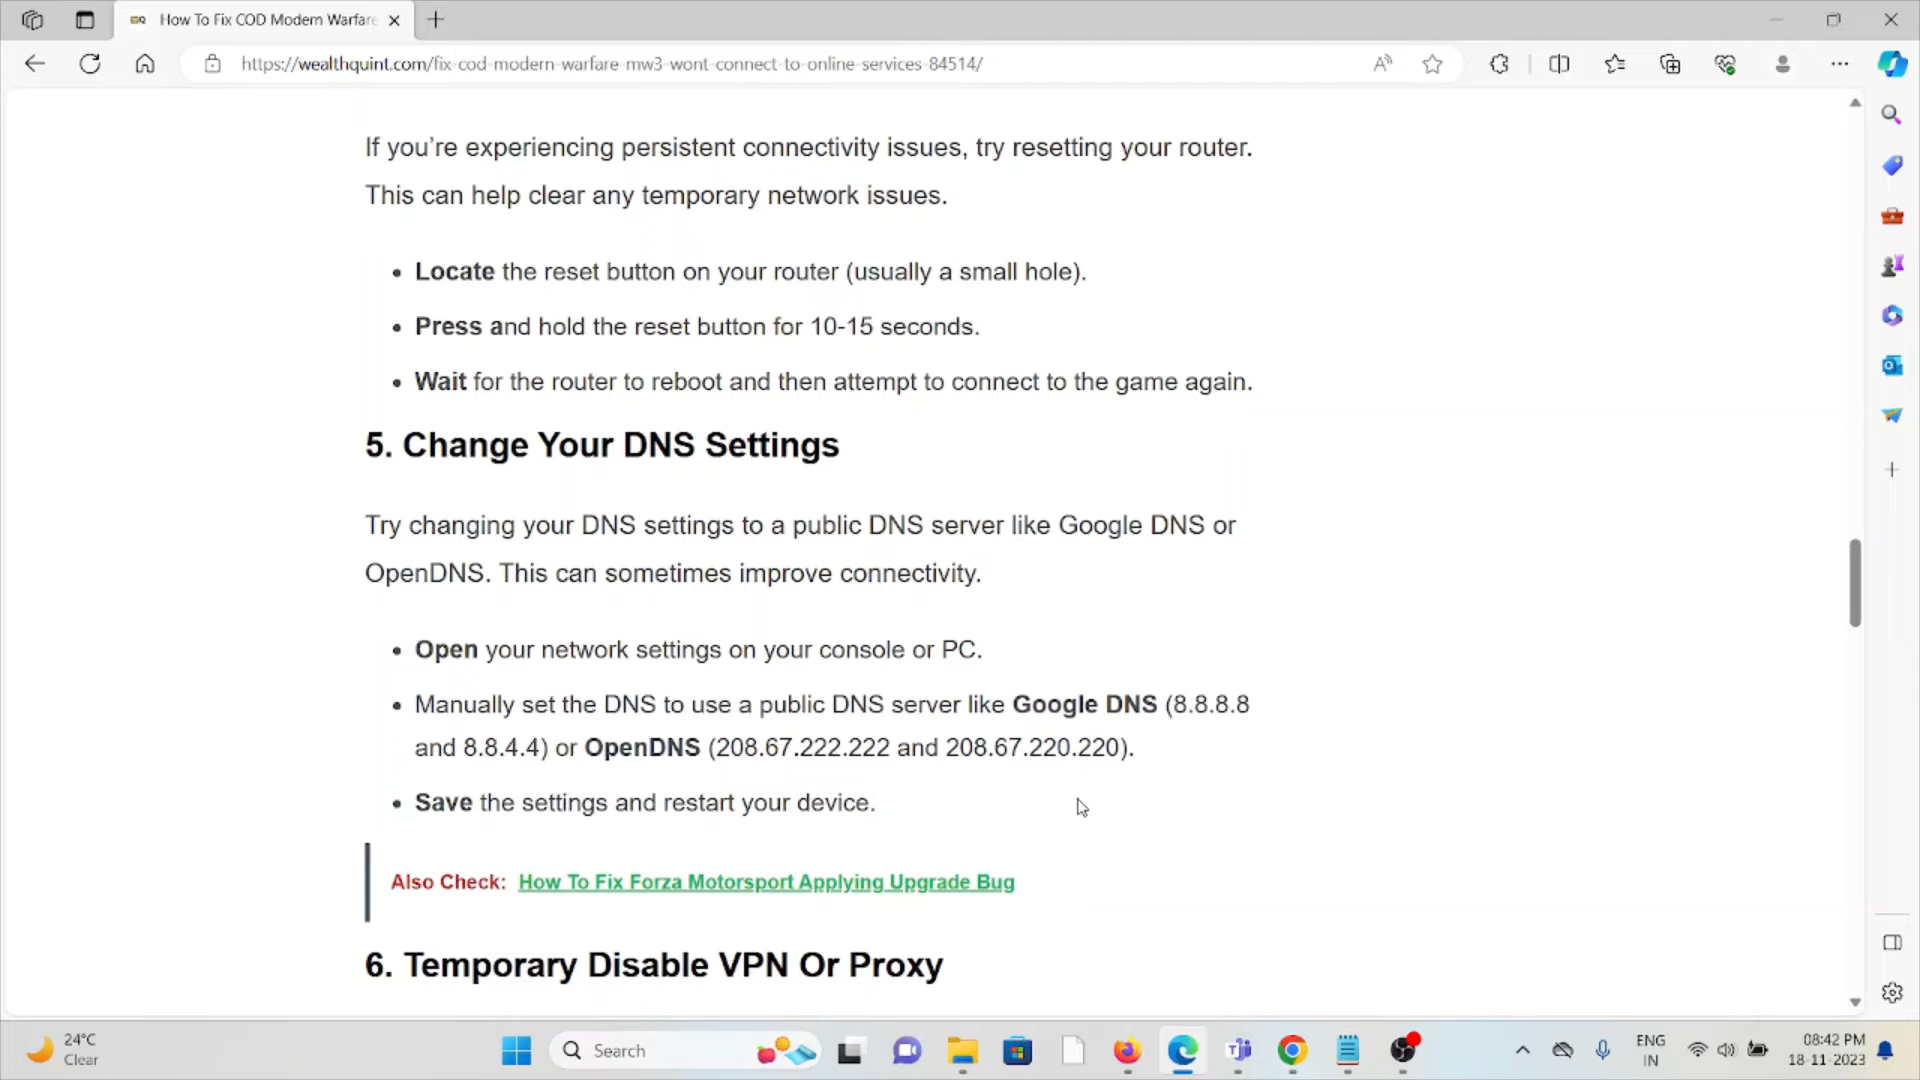 How To Fix COD Modern Warfare
https://wealthquint.com/fix-cod-modern-warfare-mw3-wont-connect-to-online-services-84514/
If you’re experiencing persistent connectivity issues, try resetting your router.
This can help clear any temporary network issues.
• Locate the reset button on your router (usually a small hole).
• Press and hold the reset button for 10-15 seconds.
• Wait for the router to reboot and then attempt to connect to the game again.
5. Change Your DNS Settings
Try changing your DNS settings to a public DNS server like Google DNS or
OpenDNS. This can sometimes improve connectivity.
• Open your network settings on your console or PC.
• Manually set the DNS to use a public DNS server like Google DNS (8.8.8.8
and 8.8.4.4) or OpenDNS (208.67.222.222 and 208.67.220.220).
• Save the settings and restart your device.
Also Check: How To Fix Forza Motorsport Applying Upgrade Bug
6. Temporary Disable VPN Or Proxy
24°C
Clear
Search
ENG
IN
08:42 PM
18-11-2023